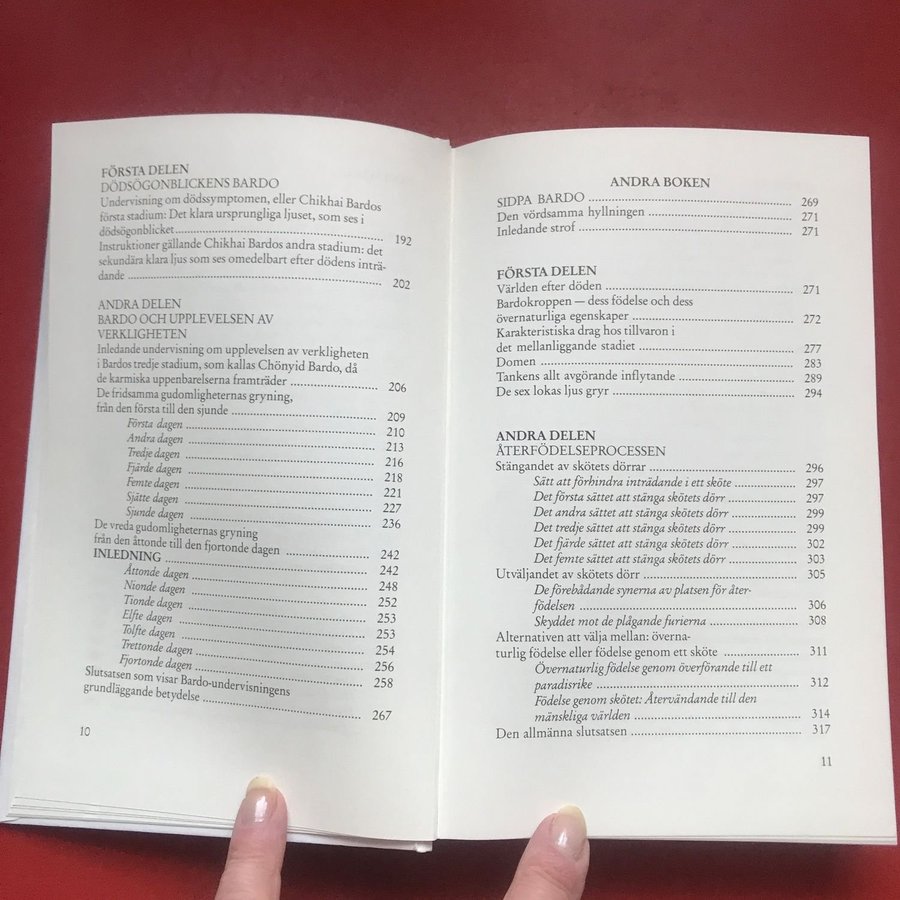 FÖRSTA DELEN
DÖDSÖGONBLICKENS BARDO
Undervisning om dödssymptomen, eller Chikhai Bardos
första stadium: Det klara ursprungliga ljuset, som ses i
dödsögonblicket 192
Instruktioner gällande Chikhai Bardos andra stadium: det
sekundära klara ljus som ses omedelbart efter dödens inträ-
dande 202
ANDRA DELEN
BARDO OCH UPPLEVELSEN AV
VERKLIGHETEN
Inledande undervisning om upplevelsen av verkligheten
i Bardos tredje stadium, som kallas Chönyid Bardo, då
de karmiska uppenbarelserna framträder 206
De fridsamma gudomligheternas gryning,
från den första till den sjunde 209
Första dagen 210
Andra dagen 213
Tredje dagen 216
Fjärde dagen 218
Femte dagen 221
Sjätte dagen 227
Sjunde dagen 236
De vreda gudomligheternas gryning
från den åttonde till den fjortonde dagen 242
INLEDNING 242
Åttonde dagen 248
Nionde dagen 252
Tionde dagen 253
Elfte dagen 253
Tolfte dagen 254
Trettonde dagen 256
Fjortonde dagen 258
Slutsatsen som visar Bardo-undervisningens
grundläggande betydelse 267
10
ANDRA BOKEN
SIDPA BARDO 269
Den vördsamma hyllningen 271
Inledande strof 271
FÖRSTA DELEN
Världen efter döden 271
Bardokroppen — dess födelse och dess
övernaturliga egenskaper 272
Karakteristiska drag hos tillvaron i
det mellanliggande stadiet 277
Domen 283
Tankens allt avgörande inflytande 289
De sex lokas ljus gryr 294
ANDRA DELEN
ÅTERFÖDELSEPROCESSEN
Stängandet av skötets dörrar 296
Sätt att förhindra inträdande i ett sköte 297
Det första sättet att stänga skötets dörr 297
Det andra sättet att stänga skötets dörr 299
Det tredje sättet att stänga skötets dörr 299
Det fjärde sättet att stänga skötets dörr 302
Det femte sättet att stänga skötets dörr 303
Utväljandet av skötets dörr 305
De förebådande synerna av platsen för åter-
födelsen 306
Skyddet mot de plågande furierna 308
Alternativen att välja mellan: överna-
turlig födelse eller födelse genom ett sköte 311
Övernaturlig födelse genom överförande till ett
paradisrike 312
Födelse genom skötet: Återvändande till den
mänskliga världen 314
Den allmänna slutsatsen 317
11